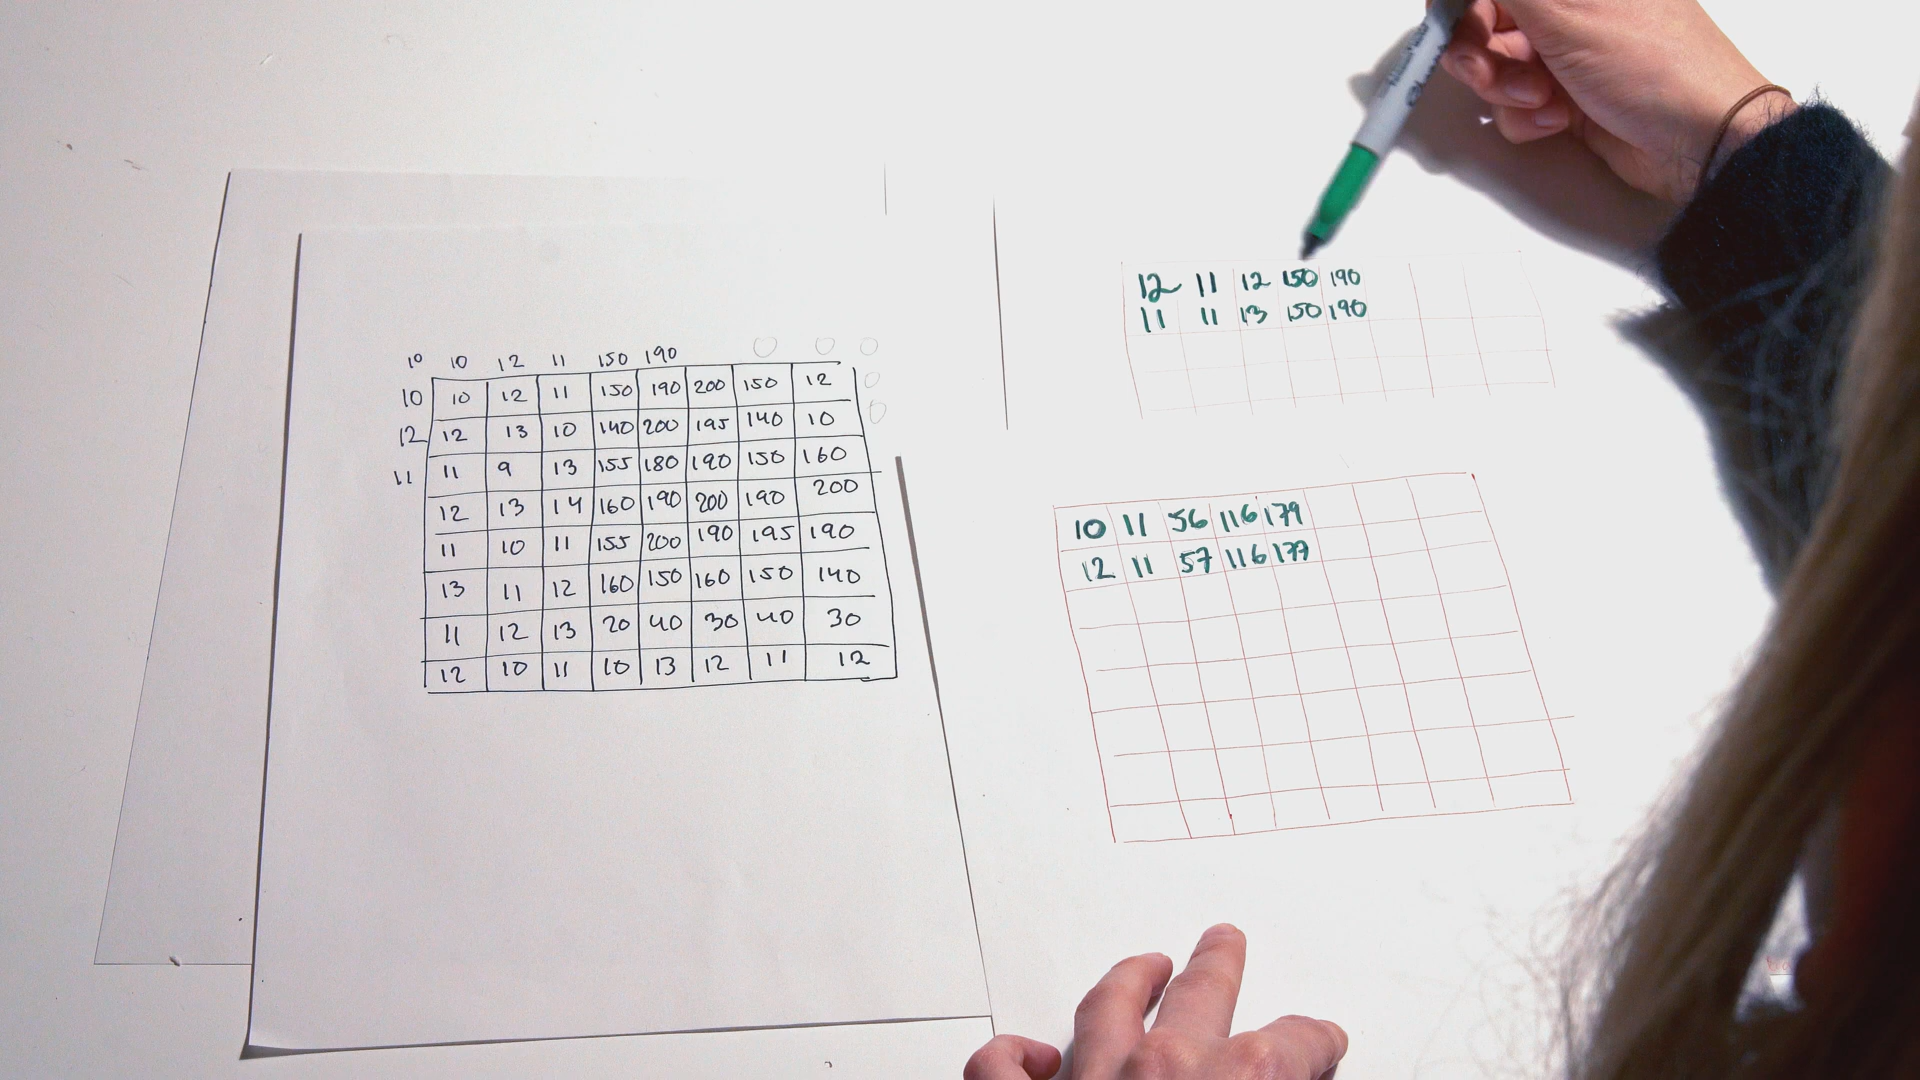 10 10 12 11 150 190
10 10 12 11 150 190 200 150 12
12 12 13 10 140 200 195 140 10
11 11 9 13 155 180 190 150 160
12 13 14 160 190 200 190 200
11 10 11 155 200 190 195 190
13 11 12 160 150 160 150 140
11 12 13 20 40 30 40 30
12 10 11 10 13 12 11 12
12 11 12 150 190
11 11 13 150 190
10 11 56 116 179
12 11 57 116 177